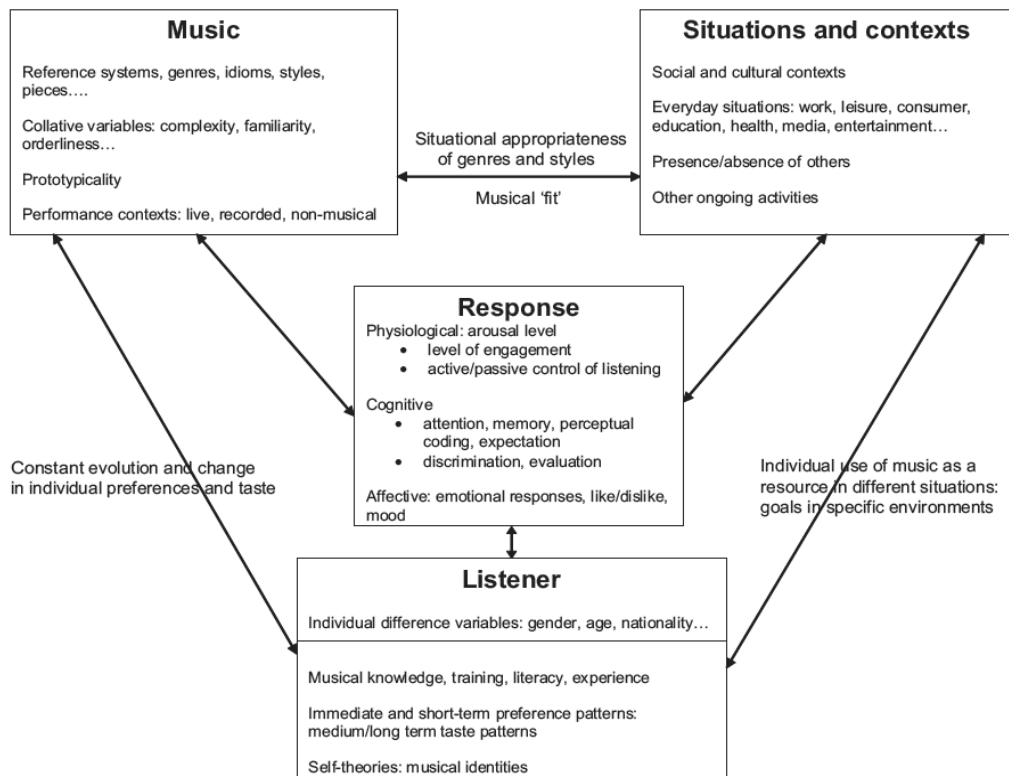 Music
Reference systems, genres, idioms, styles,
pieces….
Collative variables: complexity, familiarity,
orderliness…
Prototypicality
Performance contexts: live, recorded, non-musical
Situational appropriateness
of genres and styles
Musical ‘fit’
Situations and contexts
Social and cultural contexts
Everyday situations: work, leisure, consumer,
education, health, media, entertainment…
Presence/absence of others
Other ongoing activities
Response
Physiological: arousal level
• level of engagement
• active/passive control of listening
Cognitive
• attention, memory, perceptual
coding, expectation
• discrimination, evaluation
Affective: emotional responses, like/dislike,
mood
Constant evolution and change
in individual preferences and taste
Individual use of music as a
resource in different situations:
goals in specific environments
Listener
Individual difference variables: gender, age, nationality…
Musical knowledge, training, literacy, experience
Immediate and short-term preference patterns:
medium/long term taste patterns
Self-theories: musical identities